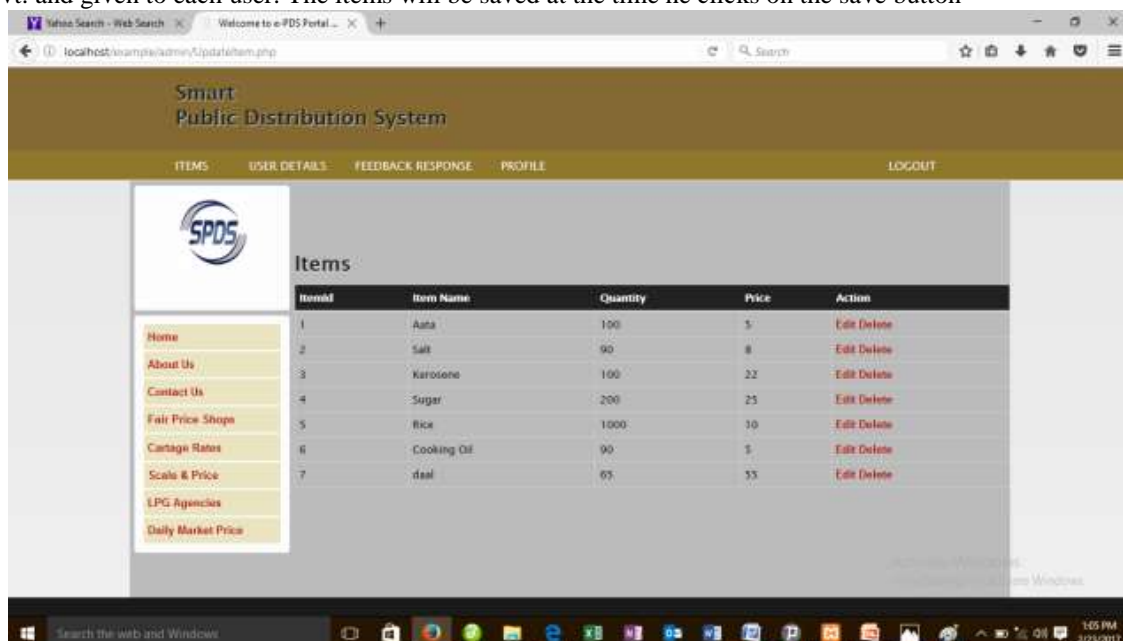 vt. and given to each user. The items will be saved at the time he clicks on the save button
Yahoo Search - Web Search Welcome to e-PDS Portal ...
localhost/example/admin/UpdateItem.php Search
Smart
Public Distribution System
ITEMS USER DETAILS FEEDBACK RESPONSE PROFILE LOGOUT
SPDS
Items
ItemId Item Name Quantity Price Action
1 Aata 100 5 Edit Delete
2 Salt 90 8 Edit Delete
3 Karosene 100 22 Edit Delete
4 Sugar 200 25 Edit Delete
5 Rice 1000 10 Edit Delete
6 Cooking Oil 90 5 Edit Delete
7 daal 65 55 Edit Delete
Home
About Us
Contact Us
Fair Price Shops
Cartage Rates
Scale & Price
LPG Agencies
Daily Market Price
Windows
Windows.
Search the web and Windows
1:05 PM
3/23/2017